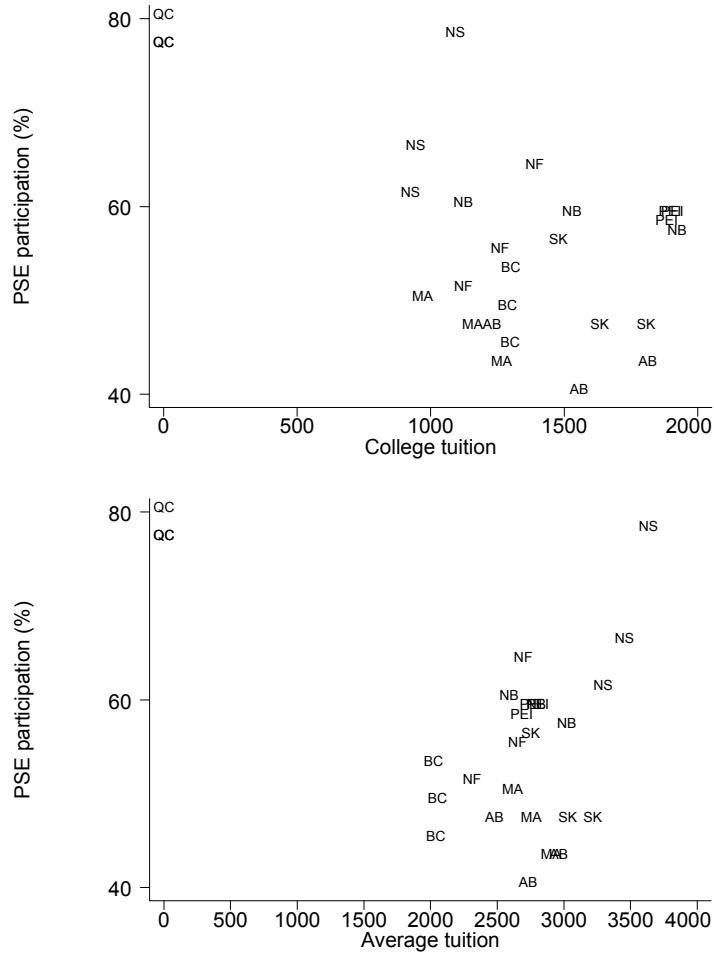 PSE participation (%)
80
60
40
QC
QC
NS
NS
NF
NS
NB
NB
PEI
PEI
NB
SK
NF
BC
NF
MA
BC
MA
AB
SK
SK
BC
MA
AB
AB
0
500
1000
1500
2000
College tuition
PSE participation (%)
80
60
40
QC
QC
NS
NS
NF
NS
NB
PEI
NB
SK
NF
BC
NF
MA
BC
AB
MA
SK
SK
BC
MA
AB
AB
0
500
1000
1500
2000
2500
3000
3500
4000
Average tuition